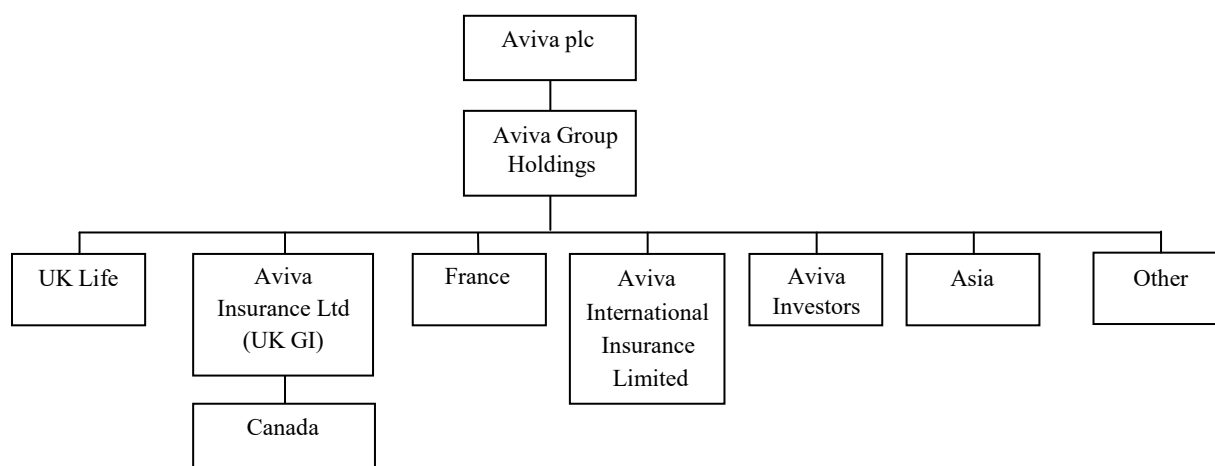 Aviva plc
Aviva Group
Holdings
UK Life
Aviva
Insurance Ltd
(UK GI)
France
Aviva
International
Insurance
Limited
Aviva
Investors
Asia
Other
Canada